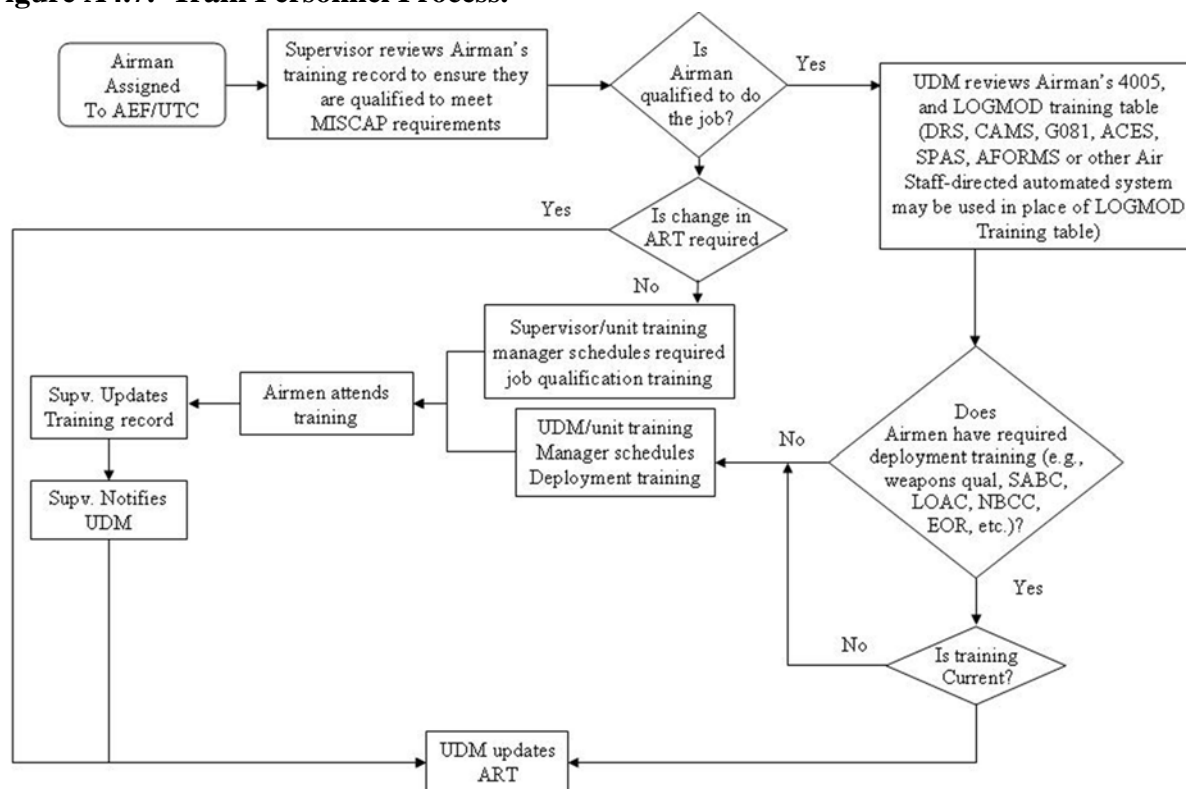 Figure A4.7. Train Personnel Process.
Airman
Assigned
To AEF/UTC
Supervisor reviews Airman's
training record to ensure they
are qualified to meet
MISCAP requirements
Is
Airman
qualified to do
the job?
Yes
UDM reviews Airman's 4005,
and LOGMOD training table
(DRS, CAMS, G081, ACES,
SPAS, AFORMS or other Air
Staff-directed automated system
may be used in place of LOGMOD
Training table)
Yes
Is change in
ART required
No
Supervisor/unit training
manager schedules required
job qualification training
Supv. Updates
Training record
Airmen attends
training
UDM/unit training
Manager schedules
Deployment training
No
Does
Airmen have required
deployment training (e.g.,
weapons qual, SABC,
LOAC, NBCC,
EOR, etc.)?
Supv. Notifies
UDM
Yes
No
Is training
Current?
UDM updates
ART